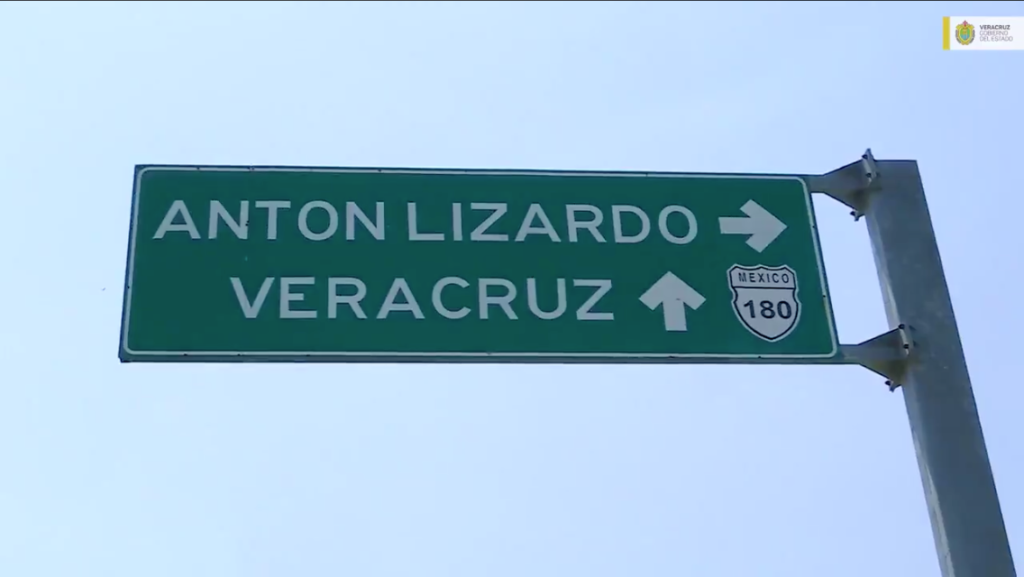 VERACRUZ
GOBIERNO
DEL ESTADO
ANTON LIZARDO
VERACRUZ
MEXICO
180